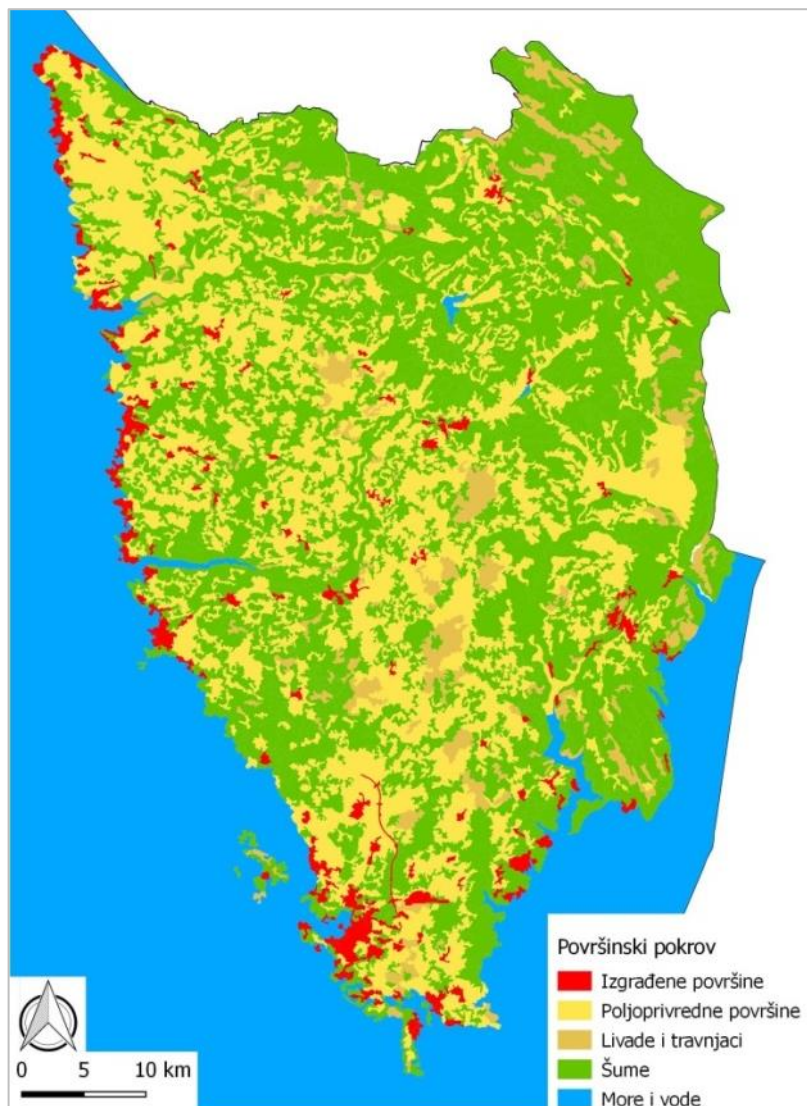 Površinski pokrov
Izgrađene površine
Poljoprivredne površine
Livade i travnjaci
Šume
More i vode
0 5 10 km